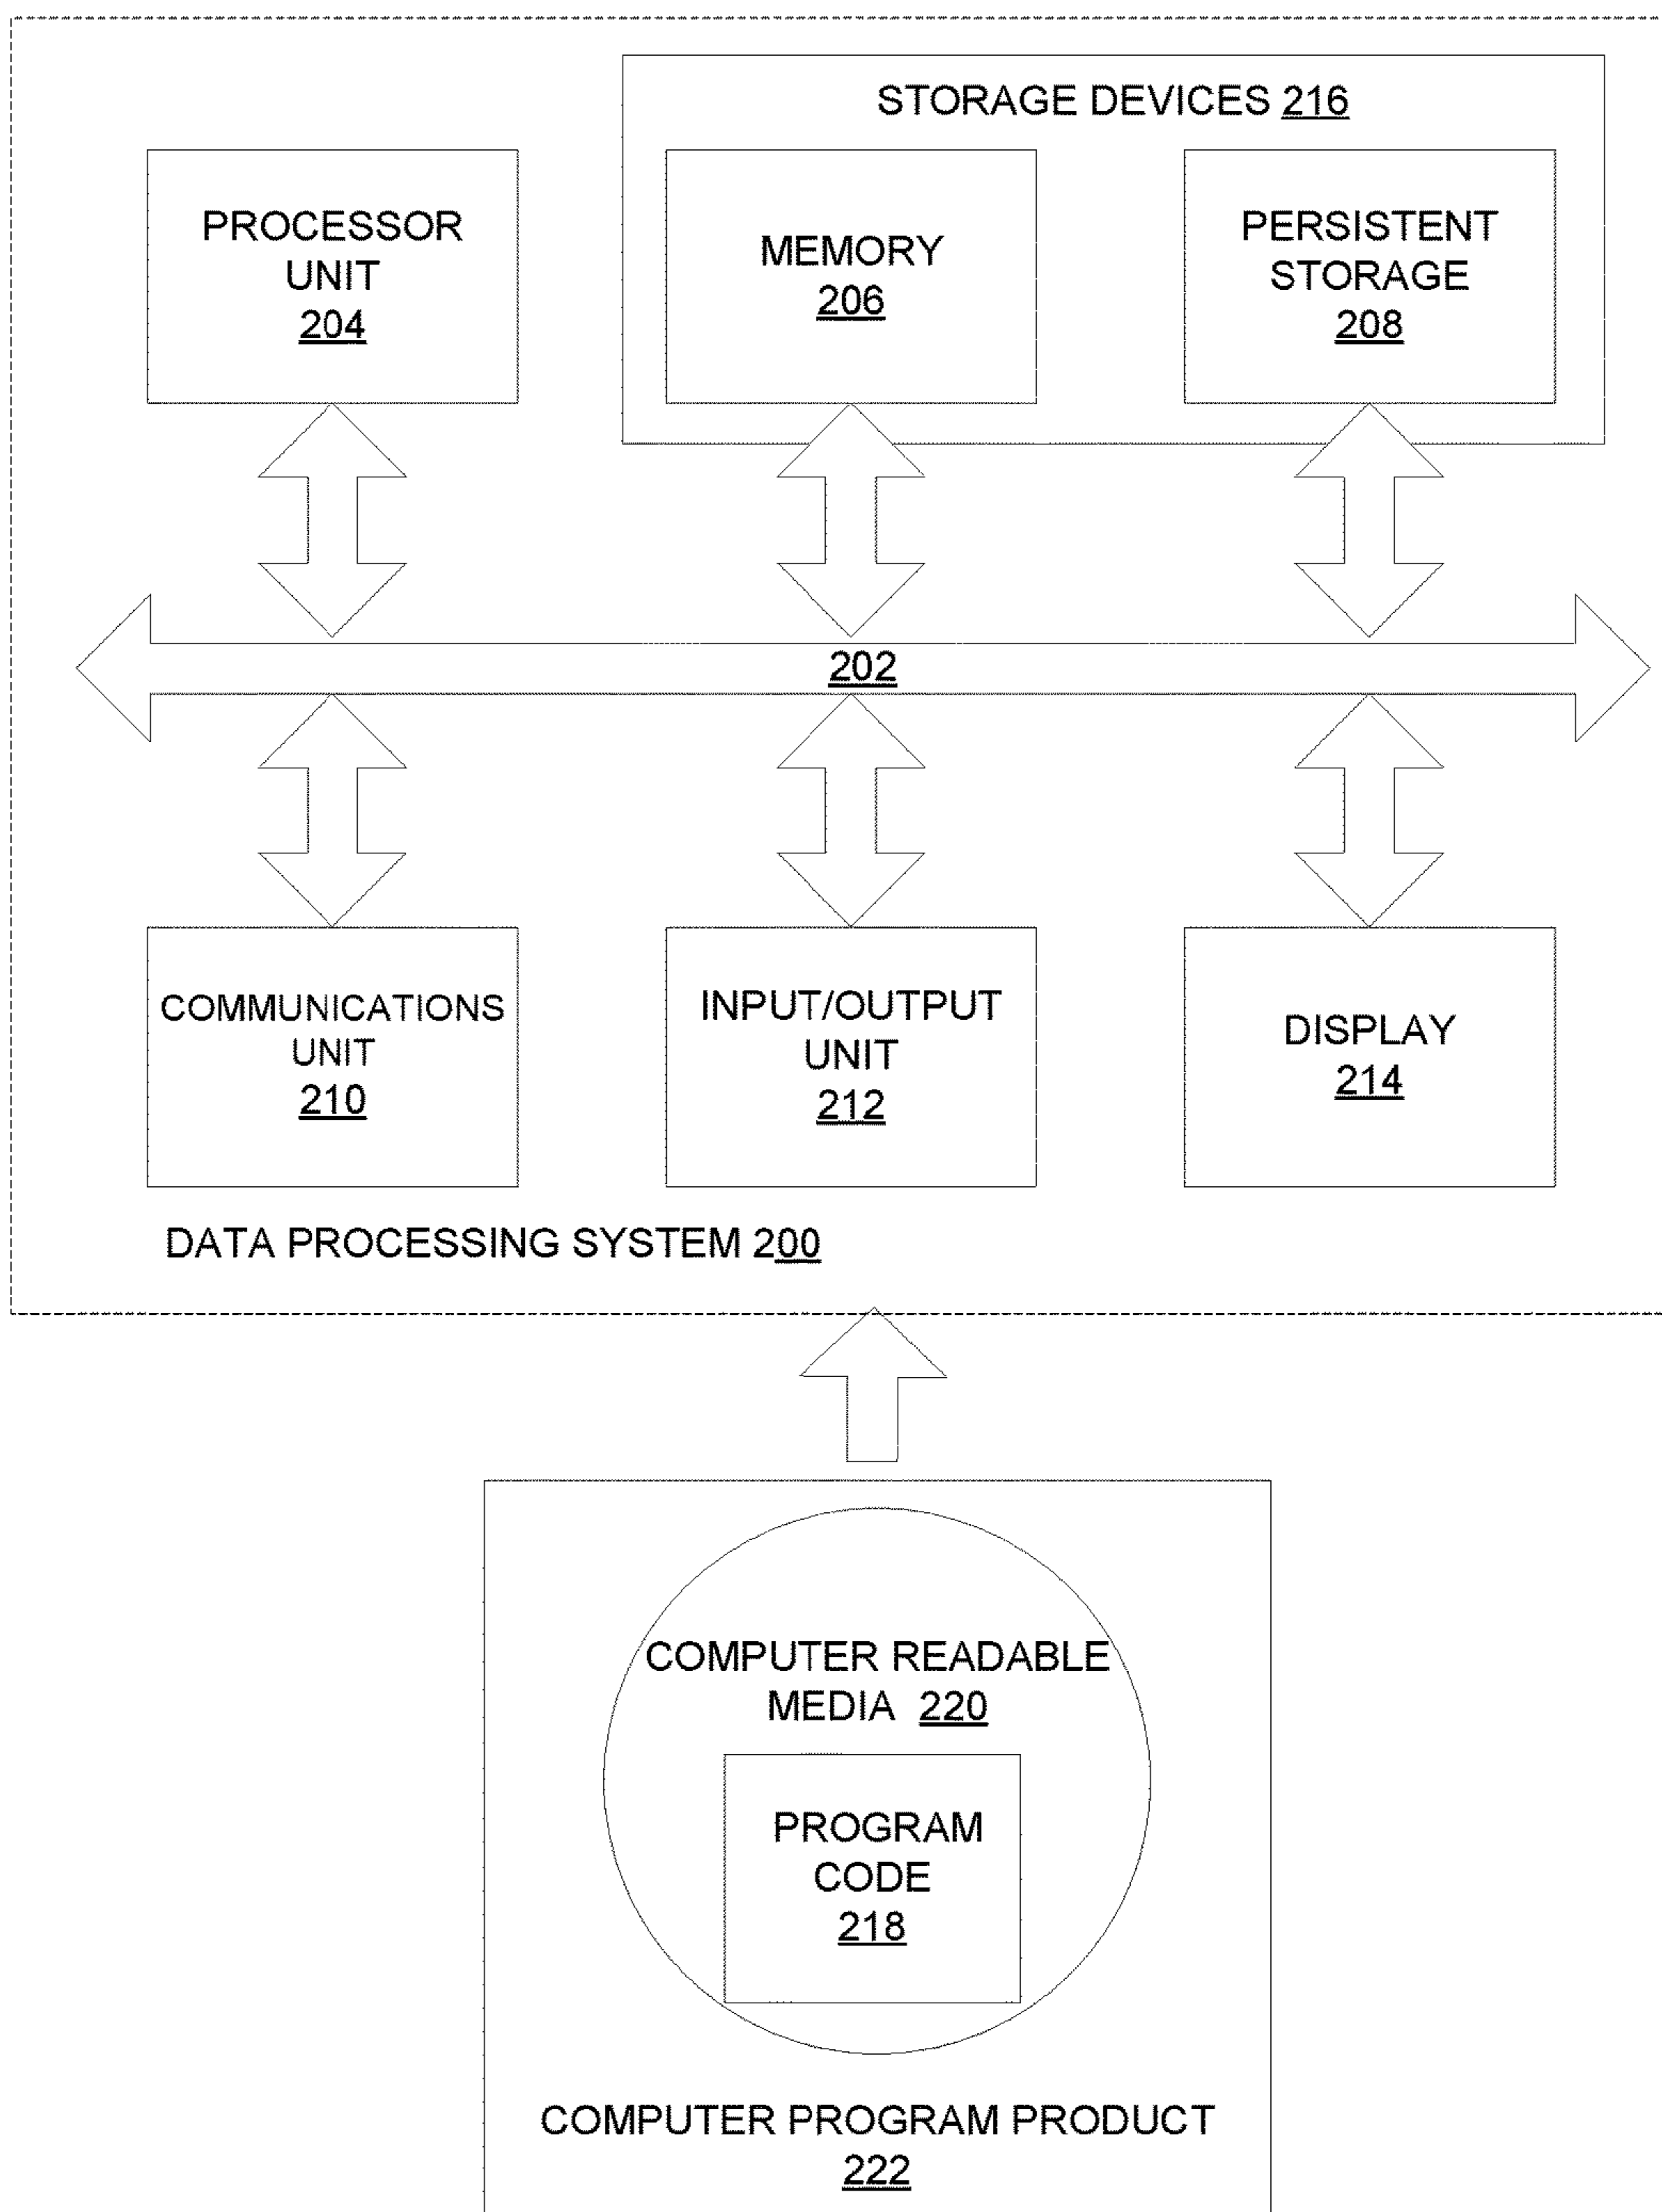 STORAGE DEVICES 216
PROCESSOR
UNIT
204
MEMORY
206
PERSISTENT
STORAGE
208
202
COMMUNICATIONS
UNIT
210
INPUT/OUTPUT
UNIT
212
DISPLAY
214
DATA PROCESSING SYSTEM 200
COMPUTER READABLE
MEDIA 220
PROGRAM
CODE
218
COMPUTER PROGRAM PRODUCT
222